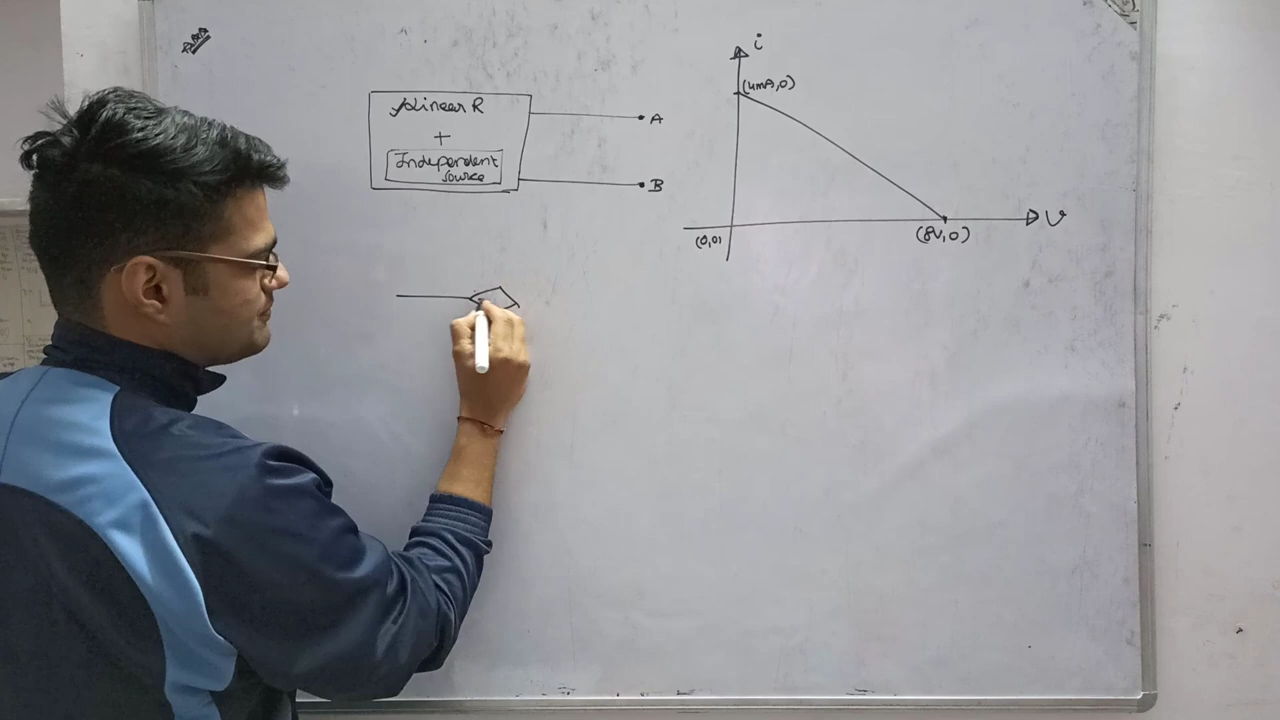 Linear R
+
Independent
source
A
B
i
(4mA,0)
(0,0)
(8V,0)
V